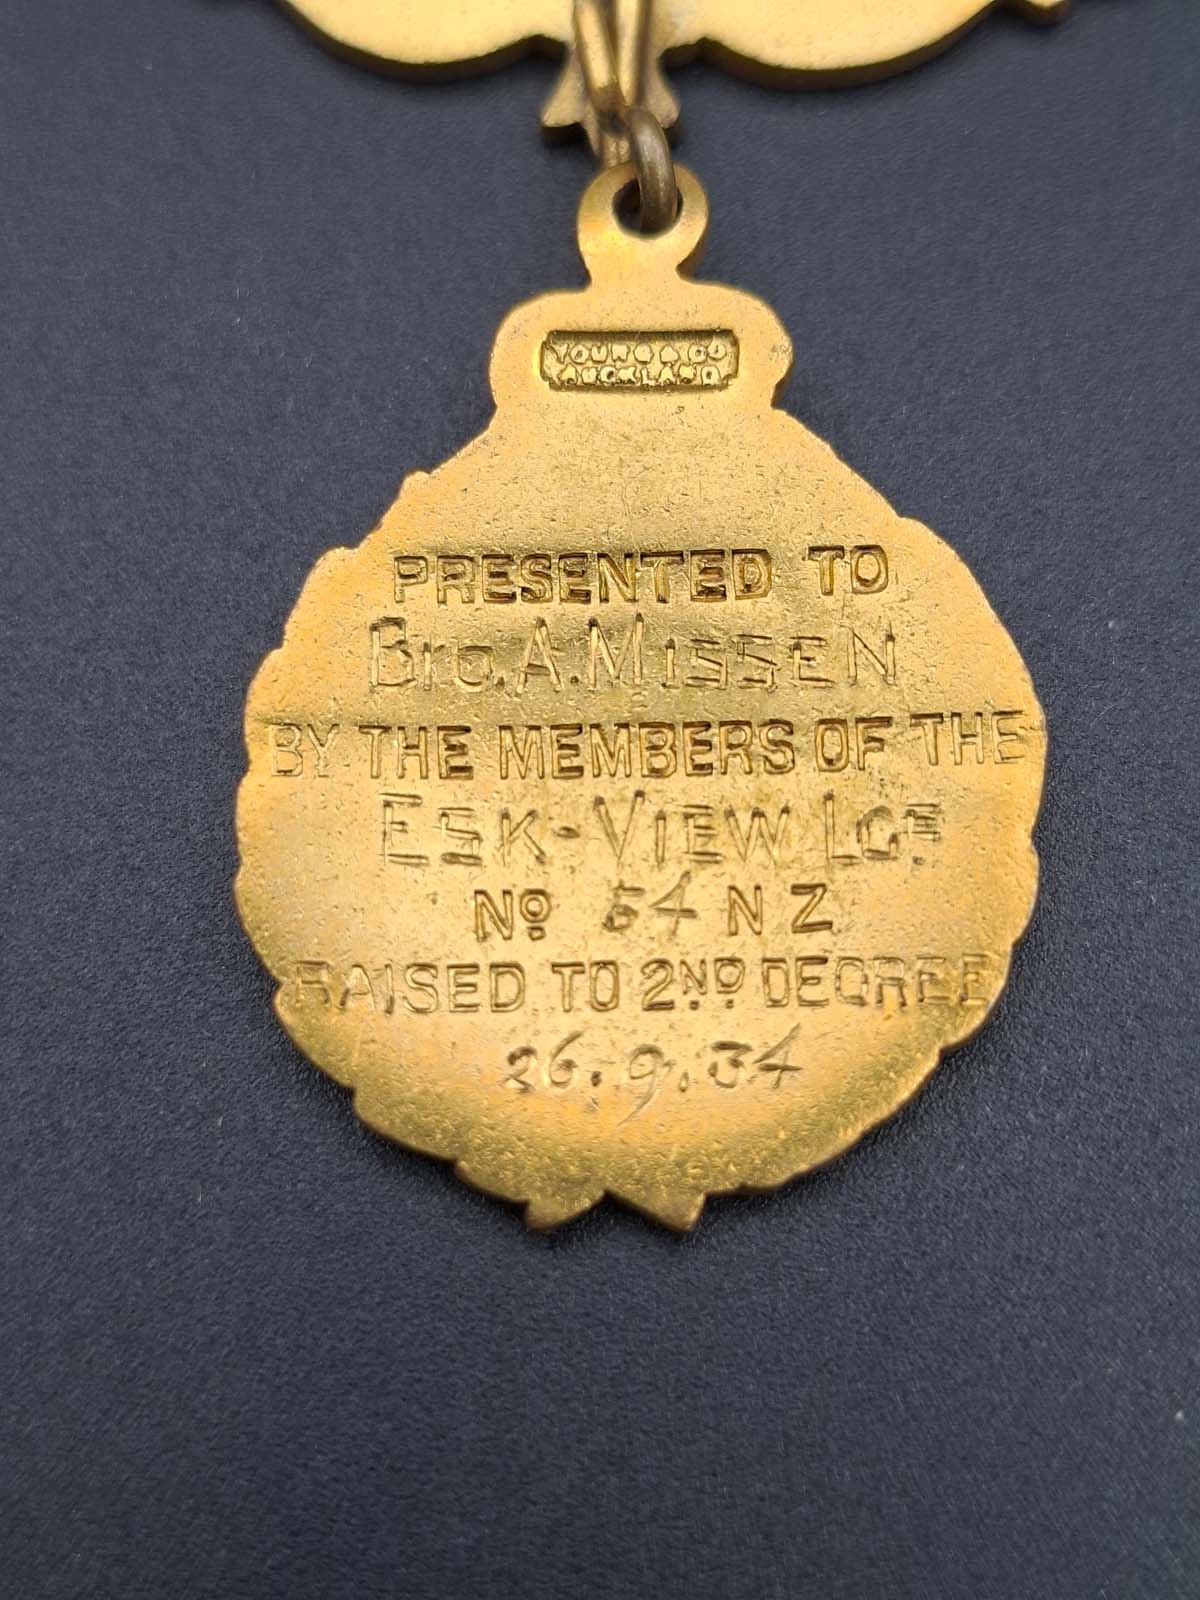 YOUNG & CO
AUCKLAND
PRESENTED TO
Bro. A. MISSEN
BY THE MEMBERS OF THE
ESK-VIEW LGE
No 54 N Z
RAISED TO 2ND DEGREE
26.9.34